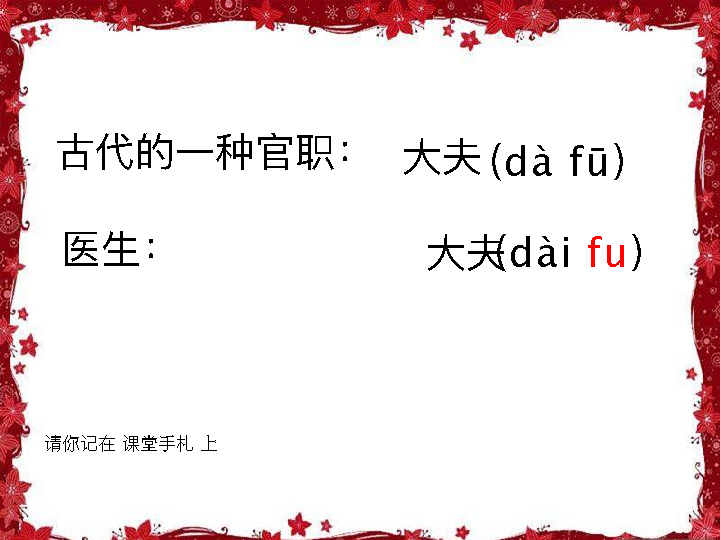 古代的一种官职： 大夫(dà fū)
医生： 大夫(dài fu)
请你记在 课堂手札 上